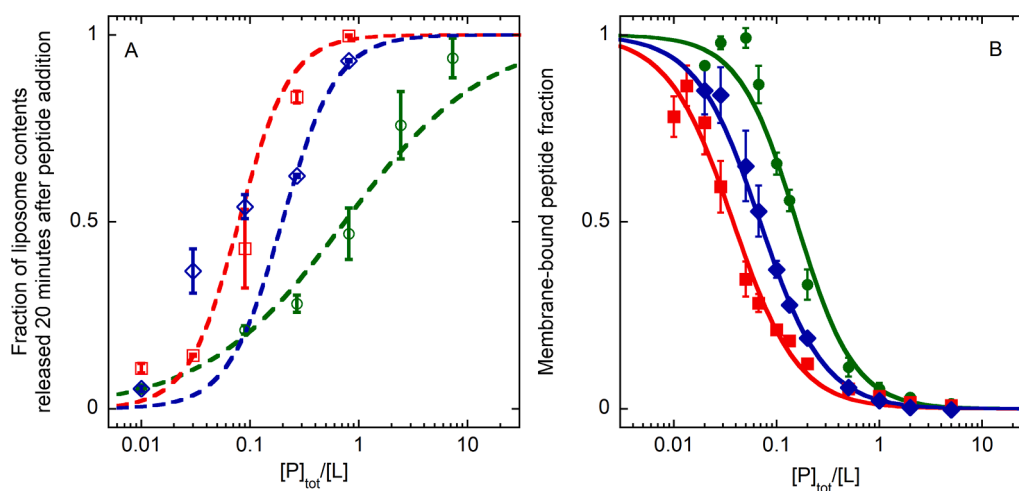 A
Fraction of liposome contents
released 20 minutes after peptide addition
1
0.5
0
0.01
0.1
1
10
[P]tot/[L]
B
Membrane-bound peptide fraction
1
0.5
0
0.01
0.1
1
10
[P]tot/[L]